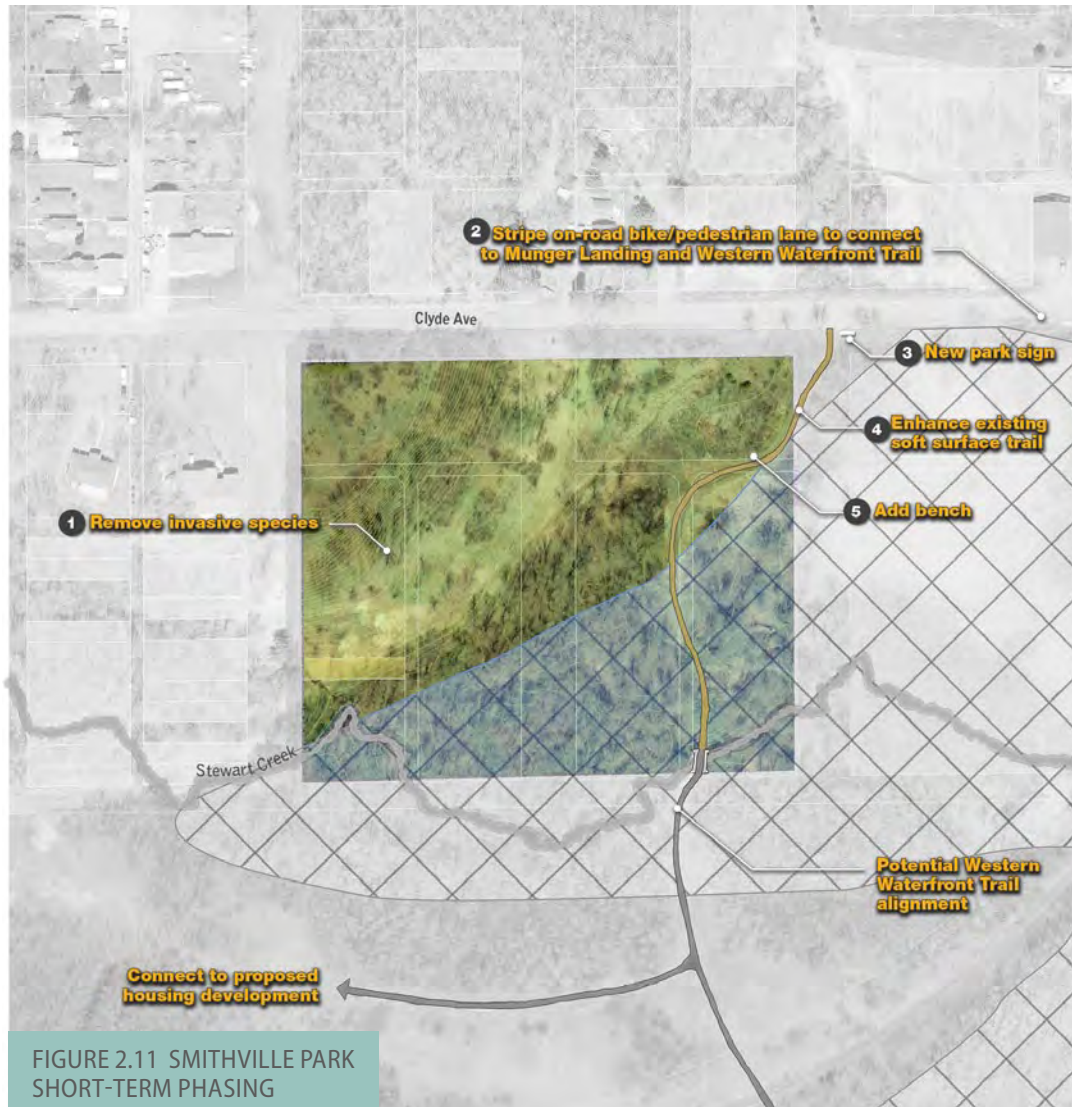 2 Stripe on-road bike/pedestrian lane to connect
to Munger Landing and Western Waterfront Trail
Clyde Ave
3 New park sign
4 Enhance existing
soft surface trail
5 Add bench
1 Remove invasive species
Stewart Creek
Potential Western
Waterfront Trail
alignment
Connect to proposed
housing development
FIGURE 2.11 SMITHVILLE PARK
SHORT-TERM PHASING